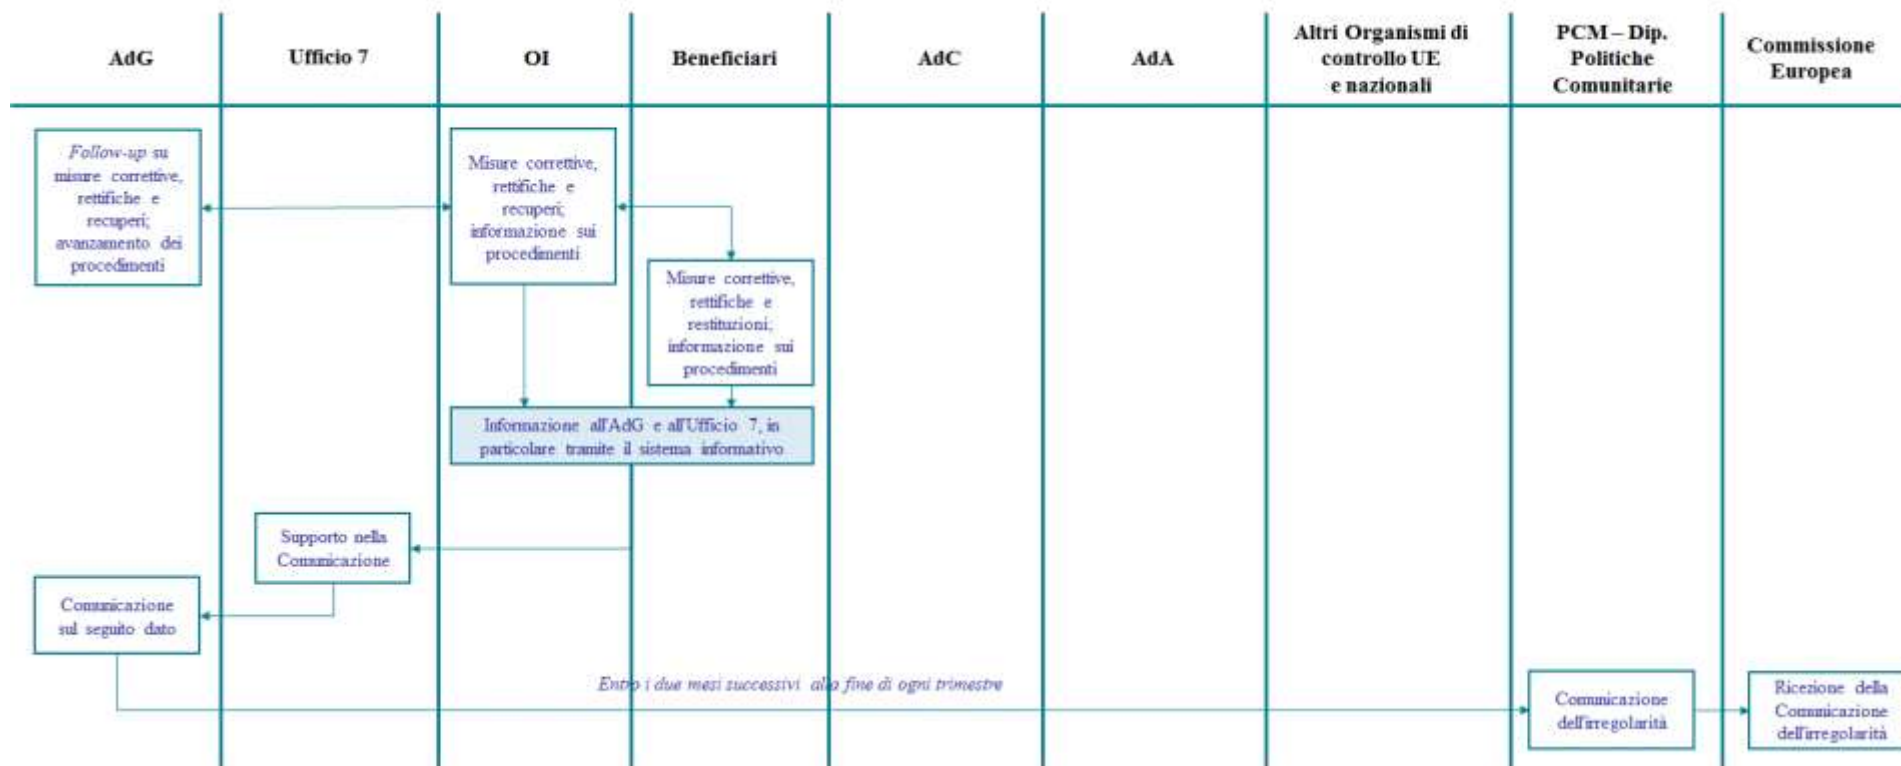 AdG
Ufficio 7
OI
Beneficiari
AdC
AdA
Altri Organismi di
controllo UE
e nazionali
PCM – Dip.
Politiche
Comunitarie
Commissione
Europea
Follow-up su
misure correttive,
rettifiche e
recuperi;
avanzamento dei
procedimenti
Misure correttive,
rettifiche e
recuperi;
informazione sui
procedimenti
Misure correttive,
rettifiche e
restituzioni;
informazione sui
procedimenti
Informazione all'AdG e all'Ufficio 7, in
particolare tramite il sistema informativo
Supporto nella
Comunicazione
Comunicazione
sul seguito dato
Entro i due mesi successivi alla fine di ogni trimestre
Comunicazione
dell'irregolarità
Ricezione della
Comunicazione
dell'irregolarità